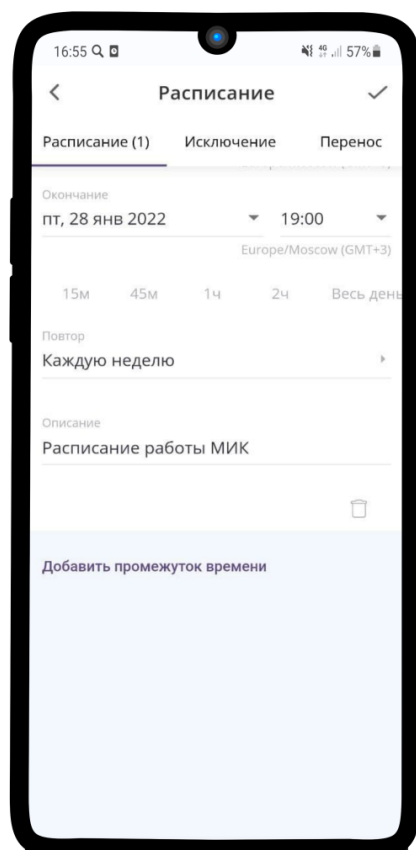 16:55
4G
57%
Расписание
Расписание (1) Исключение Перенос
Окончание
пт, 28 янв 2022 19:00
Europe/Moscow (GMT+3)
15м 45м 1ч 2ч Весь день
Повтор
Каждую неделю
Описание
Расписание работы МИК
Добавить промежуток времени